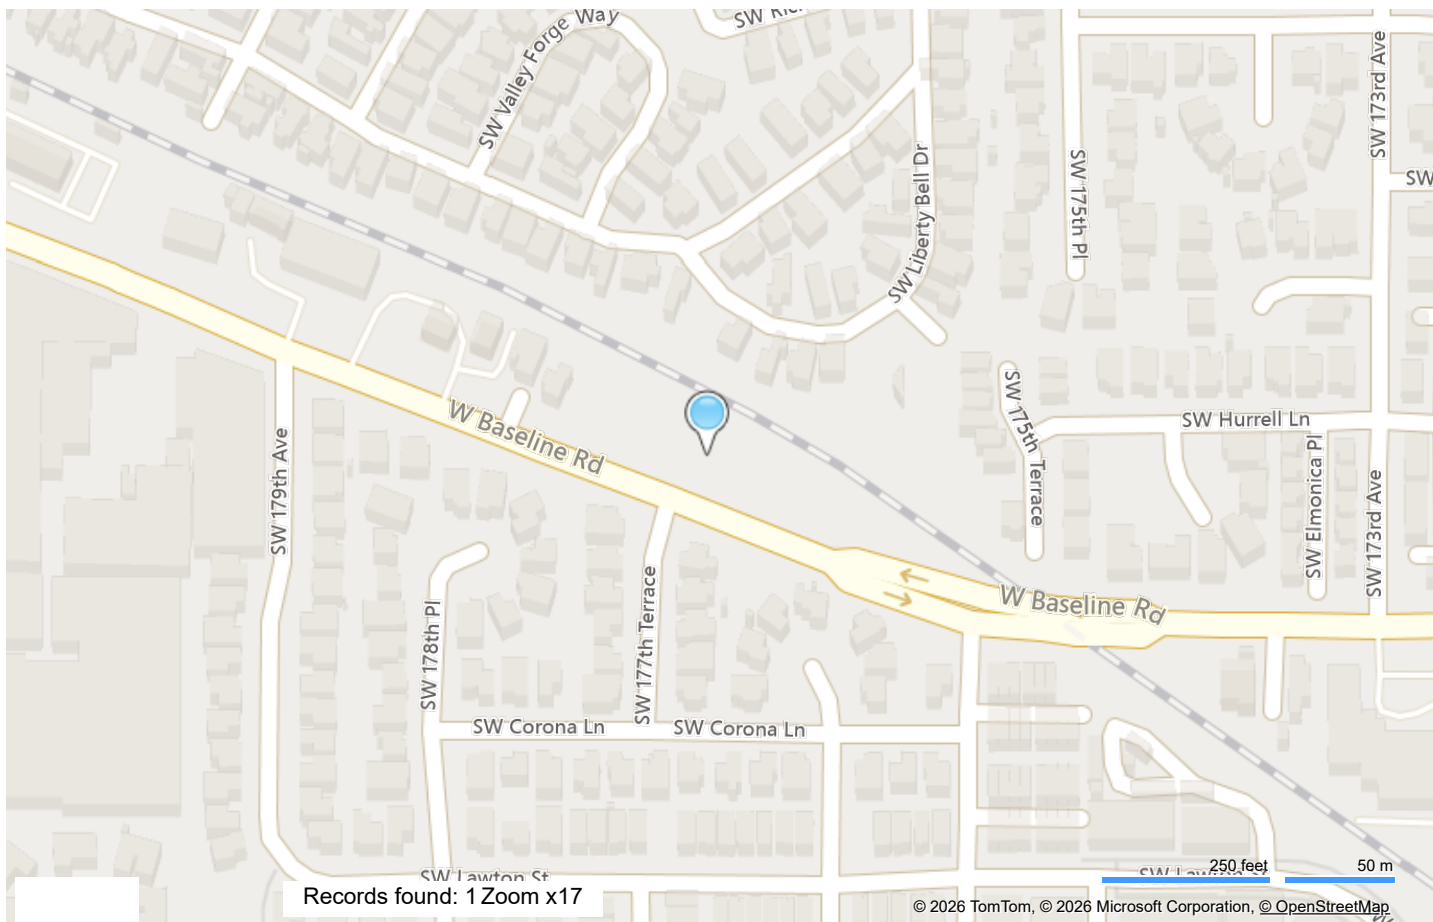 SW Valley Forge Way
SW Liberty Bell Dr
SW 175th Pl
SW 173rd Ave
SW
SW 175th Terrace
SW Hurrell Ln
SW Elmonica Pl
SW 173rd Ave
W Baseline Rd
SW 179th Ave
SW 178th Pl
SW 177th Terrace
W Baseline Rd
SW Corona Ln
SW Corona Ln
SW Lawton St
250 feet
50 m
Records found: 1 Zoom x17
© 2026 TomTom, © 2026 Microsoft Corporation, © OpenStreetMap